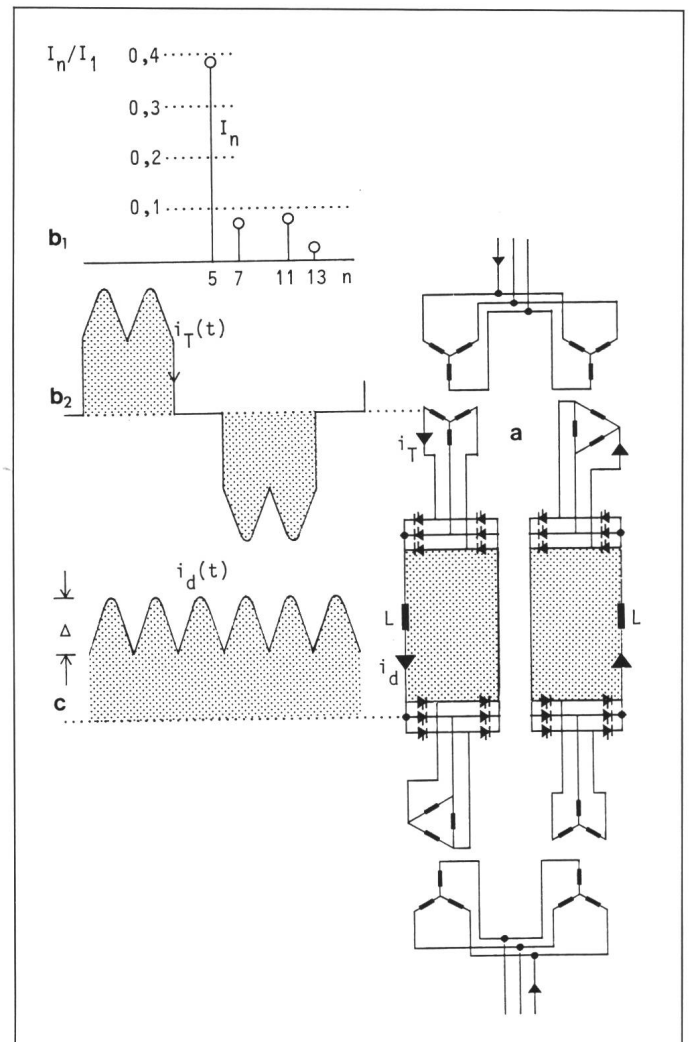 I_n/I_1
0,4
0,3
I_n
0,2
0,1
b1
5 7 11 13 n
i_T(t)
b2
a
i_T
i_d(t)
L
L
Δ
i_d
c